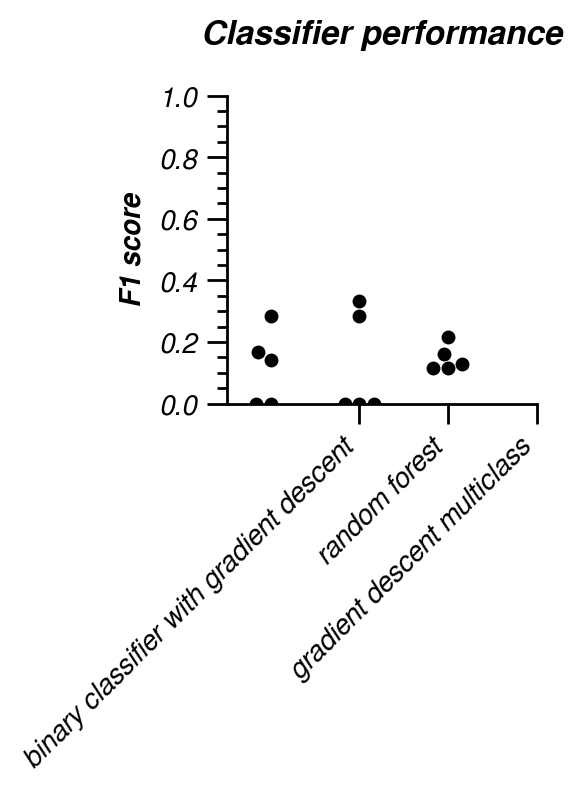 Classifier performance
1.0
0.8
0.6
0.4
0.2
0.0
F1 score
binary classifier with gradient descent
random forest
gradient descent multiclass